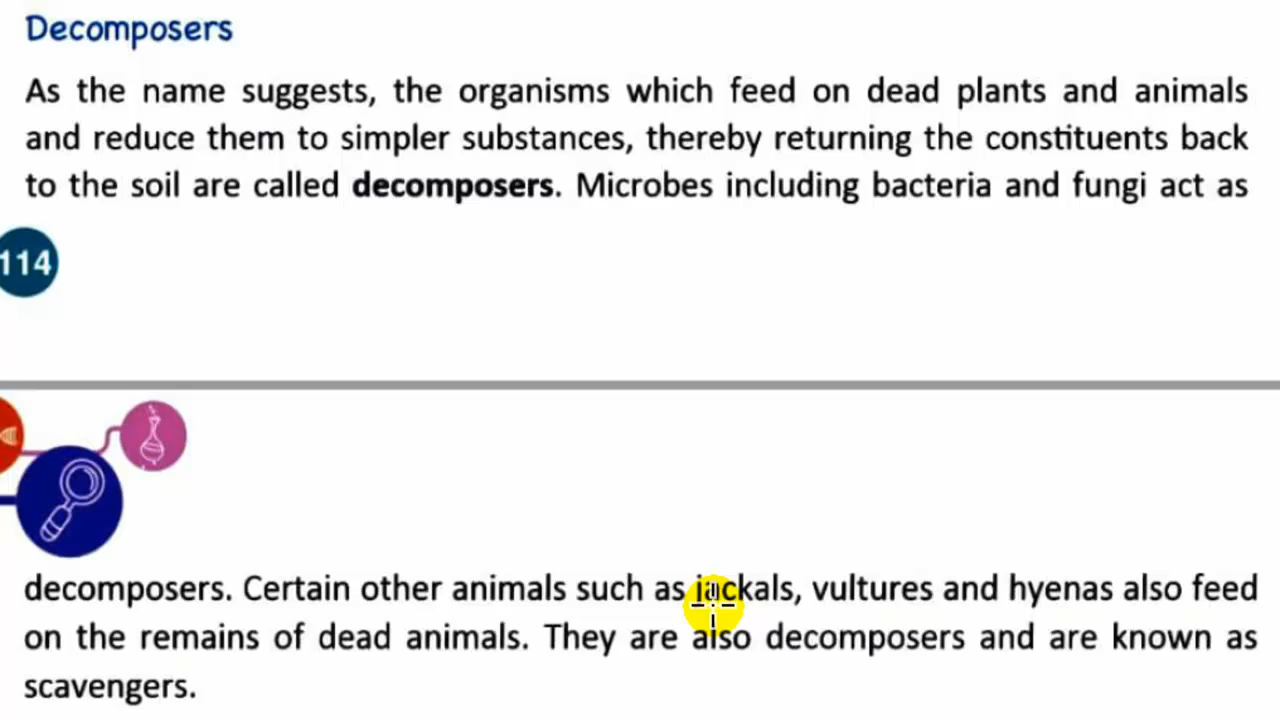 Decomposers
As the name suggests, the organisms which feed on dead plants and animals
and reduce them to simpler substances, thereby returning the constituents back
to the soil are called decomposers. Microbes including bacteria and fungi act as
114
decomposers. Certain other animals such as jackals, vultures and hyenas also feed
on the remains of dead animals. They are also decomposers and are known as
scavengers.